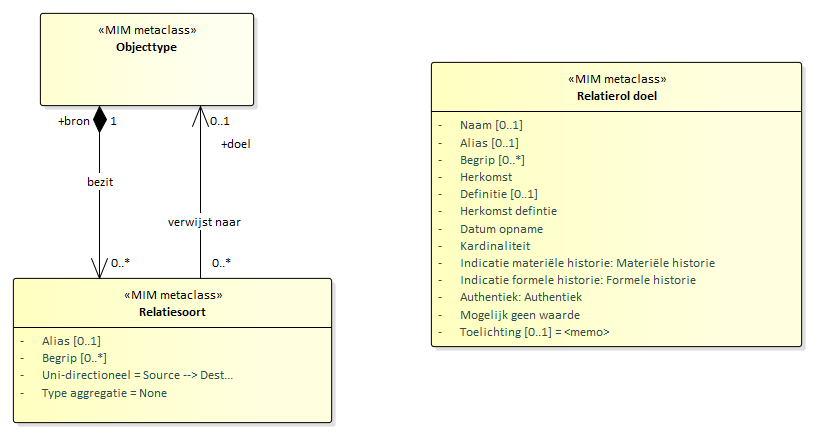 «MIM metaclass»
Objecttype
+bron
1
0..1
+doel
bezit
verwijst naar
0..*
0..*
«MIM metaclass»
Relatiesoort
- Alias [0..1]
- Begrip [0..*]
- Uni-directioneel = Source --> Dest...
- Type aggregatie = None
«MIM metaclass»
Relatierol doel
- Naam [0..1]
- Alias [0..1]
- Begrip [0..*]
- Herkomst
- Definitie [0..1]
- Herkomst defintie
- Datum opname
- Kardinaliteit
- Indicatie materiële historie: Materiële historie
- Indicatie formele historie: Formele historie
- Authentiek: Authentiek
- Mogelijk geen waarde
- Toelichting [0..1] = <memo>